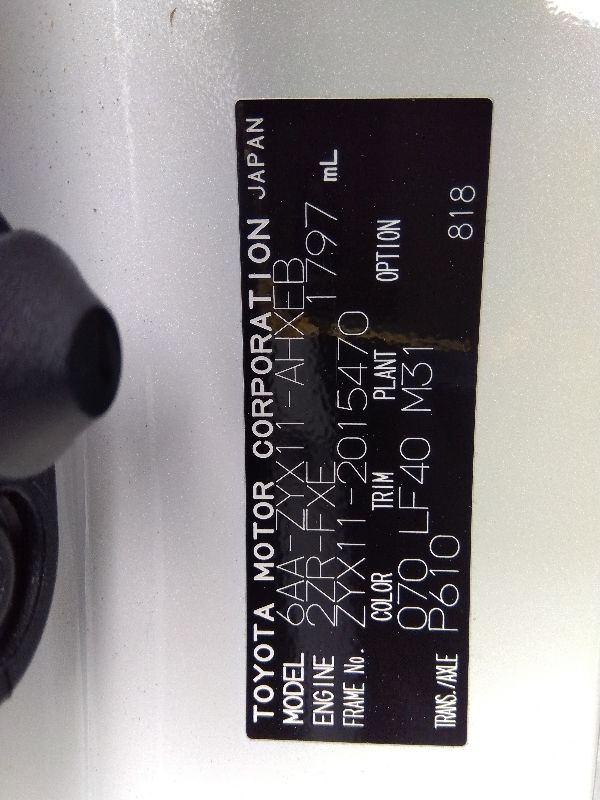 TOYOTA MOTOR CORPORATION JAPAN
MODEL 6AA-ZYX11-AHXEB
ENGINE 2ZR-FXE 1797 mL
FRAME No. ZYX11-2015470
COLOR TRIM PLANT OPTION
070 LF40 M31
TRANS./AXLE P610 818